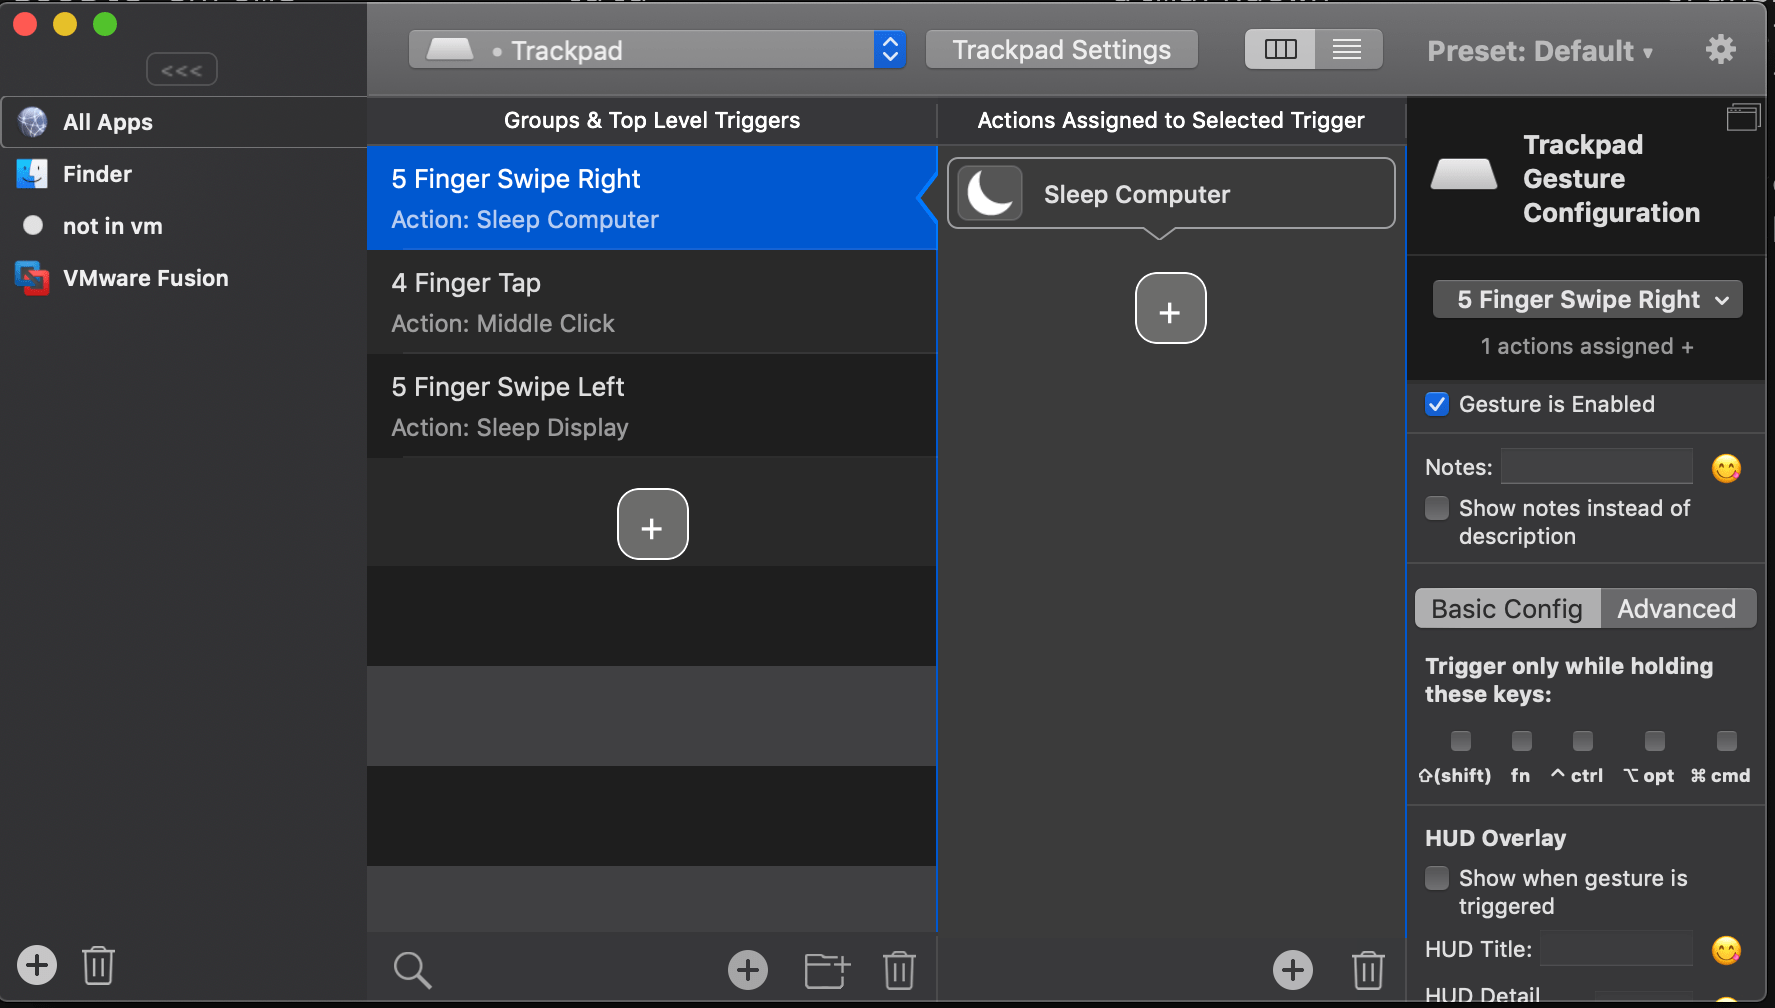 <<<
Trackpad
Trackpad Settings
Preset: Default
All Apps
Finder
not in vm
VMware Fusion
Groups & Top Level Triggers
5 Finger Swipe Right
Action: Sleep Computer
4 Finger Tap
Action: Middle Click
5 Finger Swipe Left
Action: Sleep Display
+
Actions Assigned to Selected Trigger
Sleep Computer
+
Trackpad
Gesture
Configuration
5 Finger Swipe Right
1 actions assigned +
Gesture is Enabled
Notes:
Show notes instead of
description
Basic Config Advanced
Trigger only while holding
these keys:
⇧(shift) fn ^ ctrl ⌥ opt ⌘ cmd
HUD Overlay
Show when gesture is
triggered
HUD Title:
HUD Detail